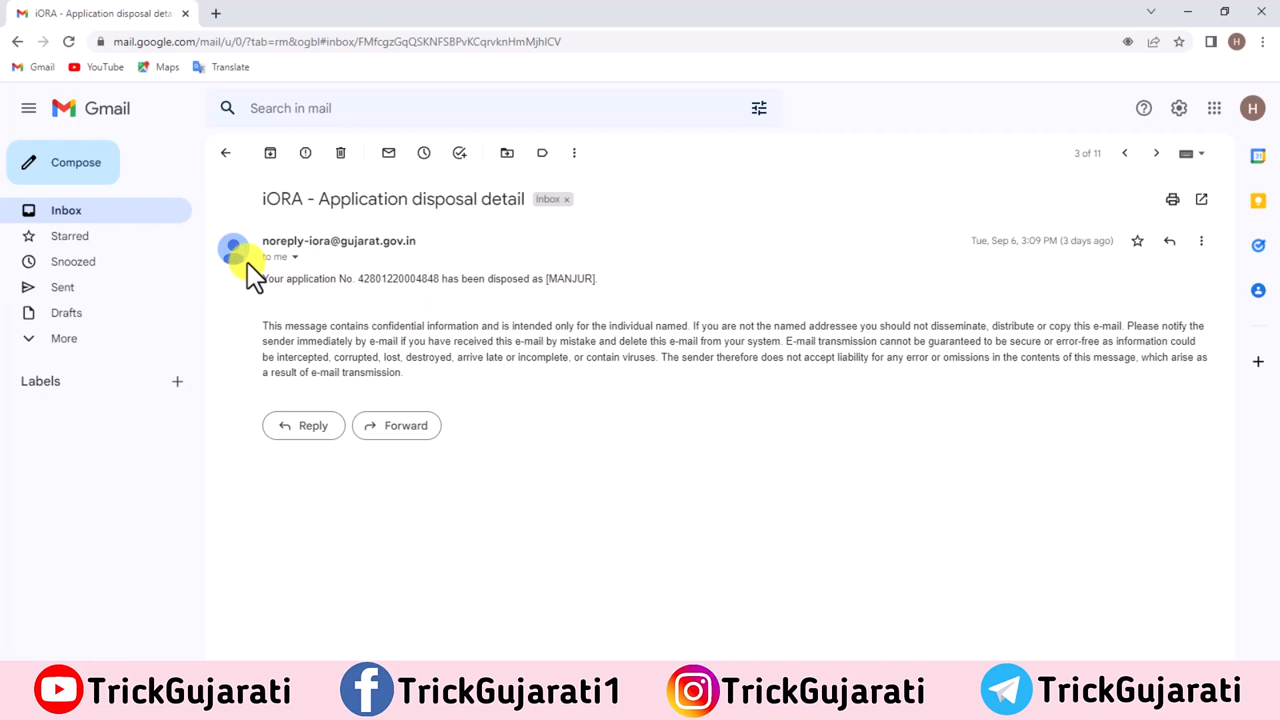 iORA - Application disposal deta
mail.google.com/mail/u/0/?tab=rm&ogbl#inbox/FMfcgzGqQSKNFSBPvKCqrvknHmMjhlCV
H
Gmail YouTube Maps Translate
Gmail
Search in mail
H
Compose
3 of 11
iORA - Application disposal detail Inbox ×
Inbox
noreply-iora@gujarat.gov.in
Tue, Sep 6, 3:09 PM (3 days ago)
Starred
to me
Snoozed
Your application No. 42801220004848 has been disposed as [MANJUR].
Sent
Drafts
This message contains confidential information and is intended only for the individual named. If you are not the named addressee you should not disseminate, distribute or copy this e-mail. Please notify the
More
sender immediately by e-mail if you have received this e-mail by mistake and delete this e-mail from your system. E-mail transmission cannot be guaranteed to be secure or error-free as information could
be intercepted, corrupted, lost, destroyed, arrive late or incomplete, or contain viruses. The sender therefore does not accept liability for any error or omissions in the contents of this message, which arise as
a result of e-mail transmission.
Labels
Reply Forward
31
TrickGujarati TrickGujarati1 TrickGujarati TrickGujarati